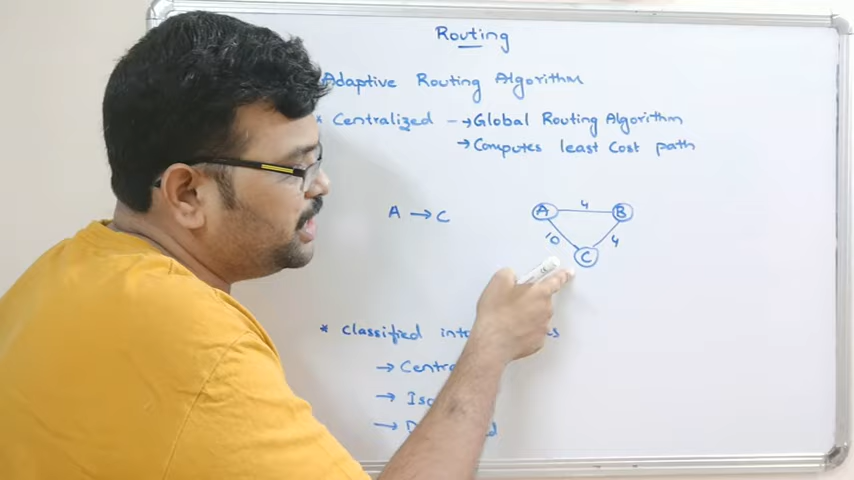 Routing
Adaptive Routing Algorithm
* Centralized → Global Routing Algorithm
→ Computes least Cost path
A → C
A 4 B
10 4
C
* Classified
→
→
→